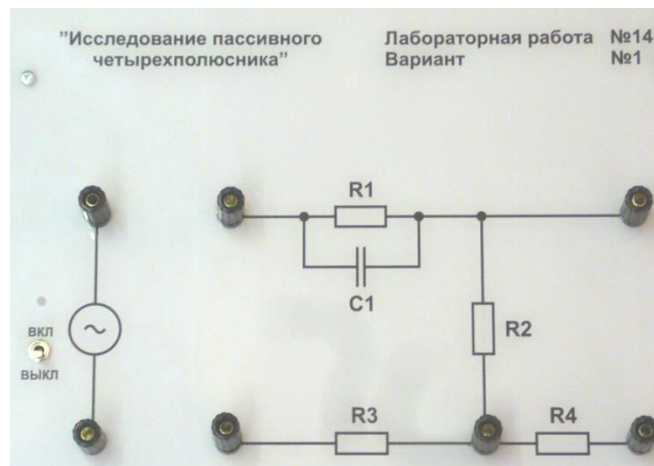 "Исследование пассивного
четырехполюсника"
Лабораторная работа №14
Вариант №1
R1
C1
R2
ВКЛ
ВЫКЛ
R3
R4